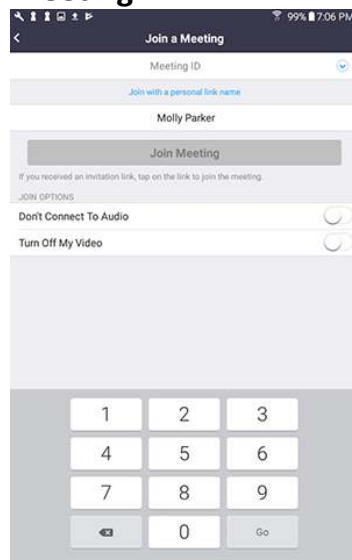 99% 7:06 PM
Join a Meeting
Meeting ID
Join with a personal link name
Molly Parker
Join Meeting
If you received an invitation link, tap on the link to join the meeting.
JOIN OPTIONS
Don't Connect To Audio
Turn Off My Video
1 2 3
4 5 6
7 8 9
0 Go